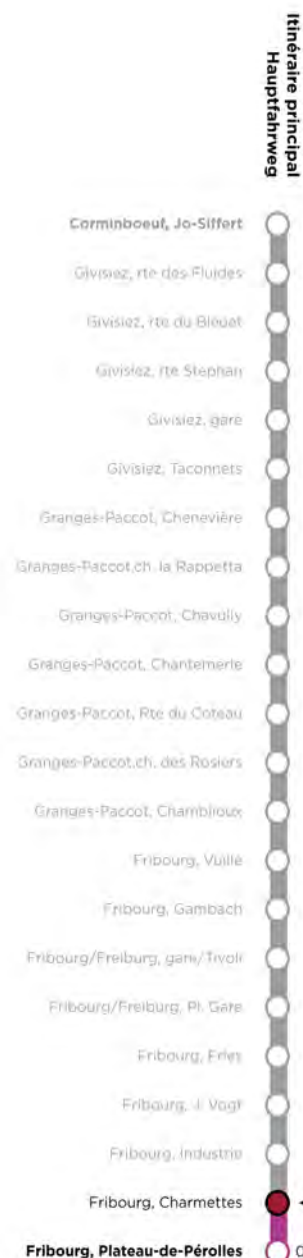 Itinéraire principal
Hauptfahrweg
Corminboeuf, Jo-Siffert
Givisiez, rte des Fluides
Givisiez, rte du Bleuet
Givisiez, rte Stephan
Givisiez, gare
Givisiez, Taconnets
Granges-Paccot, Chenevière
Granges-Paccot,ch. la Rappetta
Granges-Paccot, Chavully
Granges-Paccot, Chantemerle
Granges-Paccot, Rte du Coteau
Granges-Paccot,ch. des Rosiers
Granges-Paccot, Chamblioux
Fribourg, Vuille
Fribourg, Gambach
Fribourg/Freiburg, gare/Tivoli
Fribourg/Freiburg, Pl. Gare
Fribourg, Fries
Fribourg, J. Vogt
Fribourg, Industrie
Fribourg, Charmettes
Fribourg, Plateau-de-Pérolles